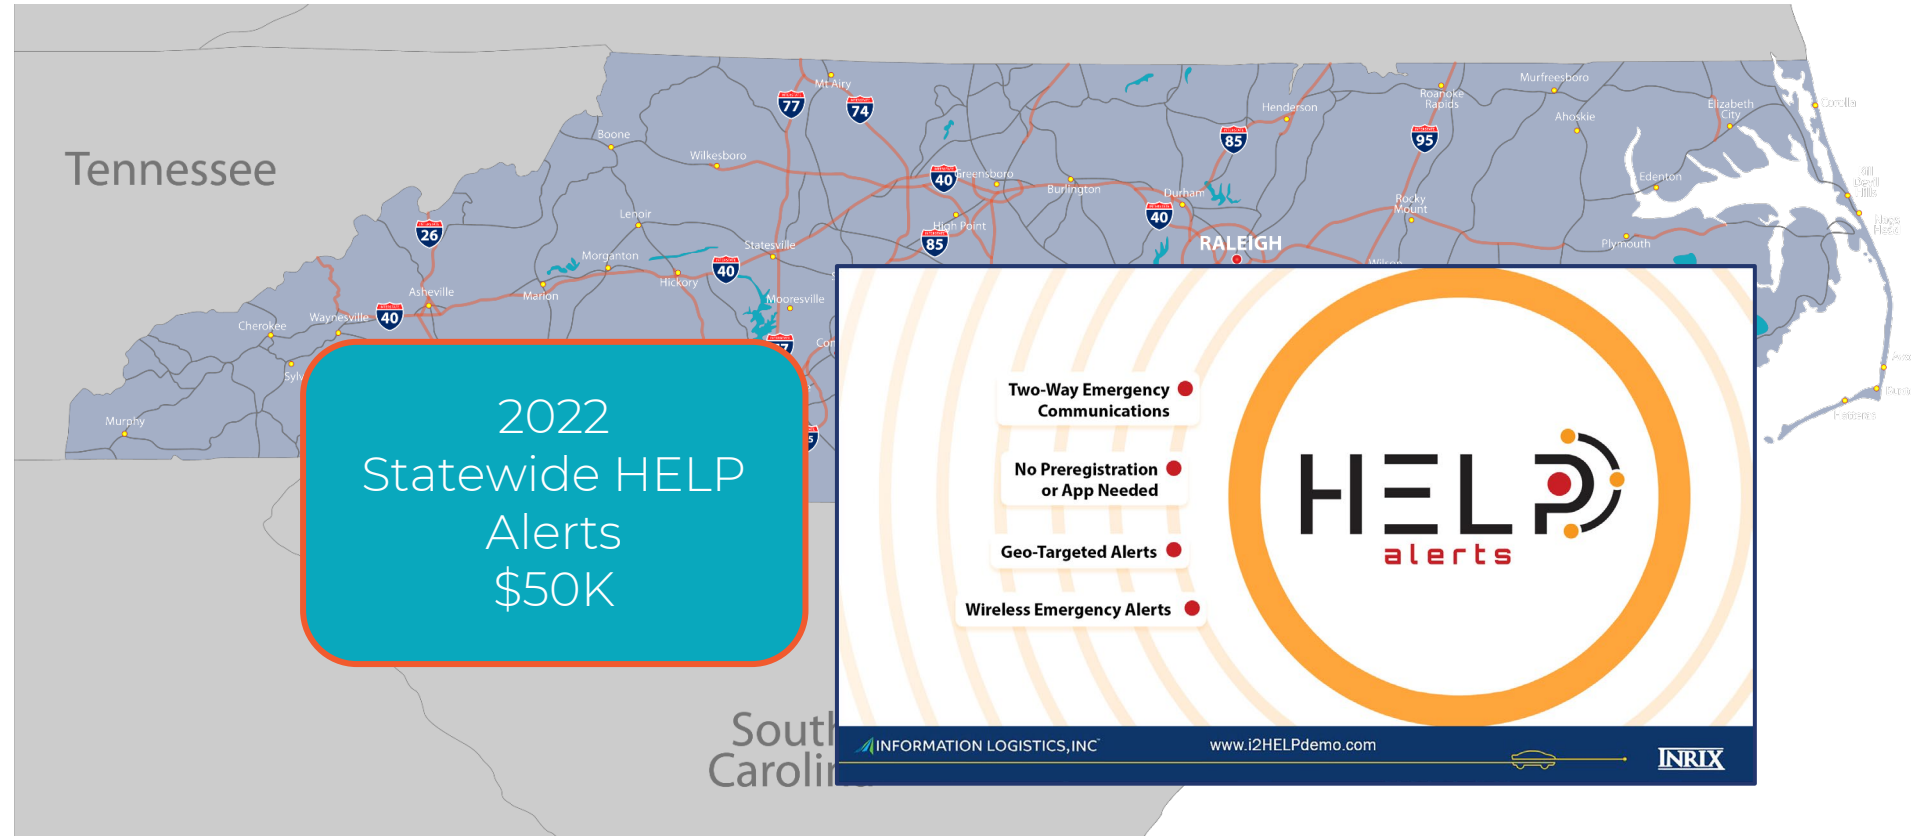 Tennessee
Mt Airy
77
74
Boone
Wilkesboro
26
Lenoir
Morganton
Statesville
40
Hickory
Marion
Asheville
Waynesville
40
Cherokee
Mooresville
Murphy
40
Greensboro
High Point
85
Burlington
Durham
40
RALEIGH
Henderson
85
Roanoke
Rapids
95
Rocky
Mount
Murfreesboro
Ahoskie
Elizabeth
City
Edenton
Plymouth
Corolla
2022
Statewide HELP
Alerts
$50K
Two-Way Emergency
Communications
No Preregistration
or App Needed
Geo-Targeted Alerts
Wireless Emergency Alerts
HELP
alerts
INFORMATION LOGISTICS, INC
www.i2HELPdemo.com
INRIX
South